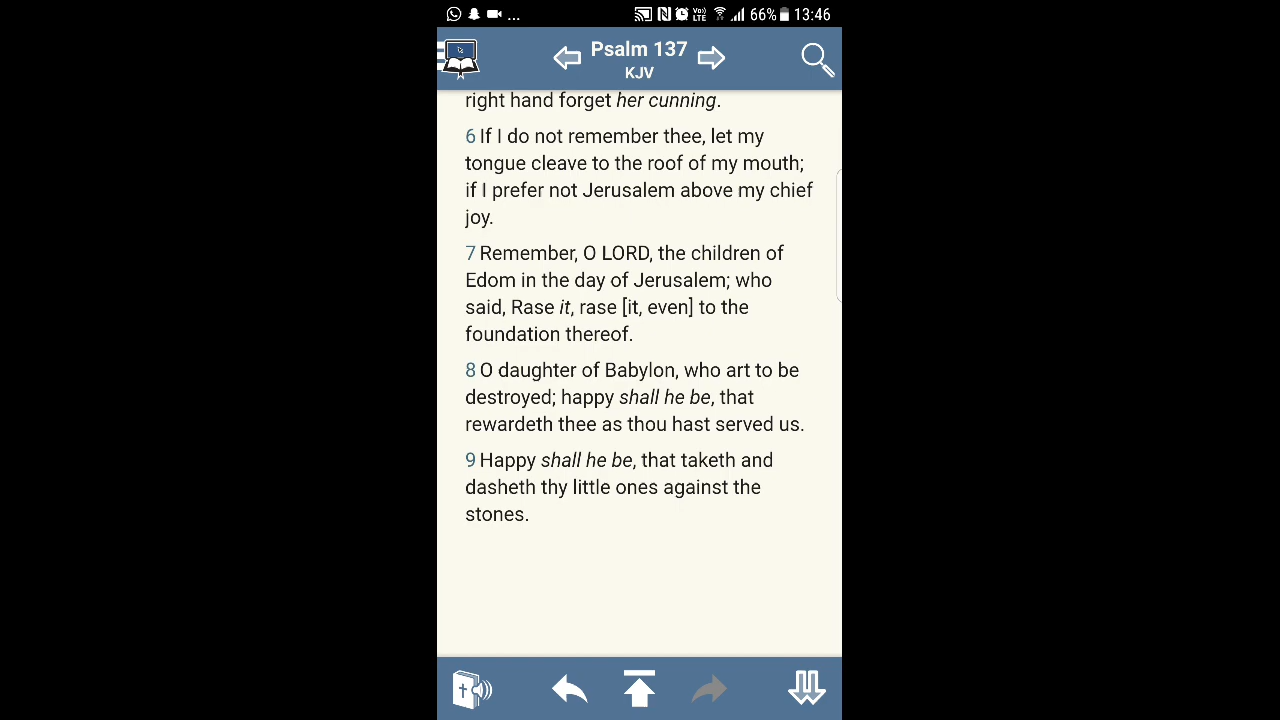 ... Vo)) LTE 66% 13:46
Psalm 137
KJV
right hand forget her cunning.
6 If I do not remember thee, let my
tongue cleave to the roof of my mouth;
if I prefer not Jerusalem above my chief
joy.
7 Remember, O LORD, the children of
Edom in the day of Jerusalem; who
said, Rase it, rase [it, even] to the
foundation thereof.
8 O daughter of Babylon, who art to be
destroyed; happy shall he be, that
rewardeth thee as thou hast served us.
9 Happy shall he be, that taketh and
dasheth thy little ones against the
stones.